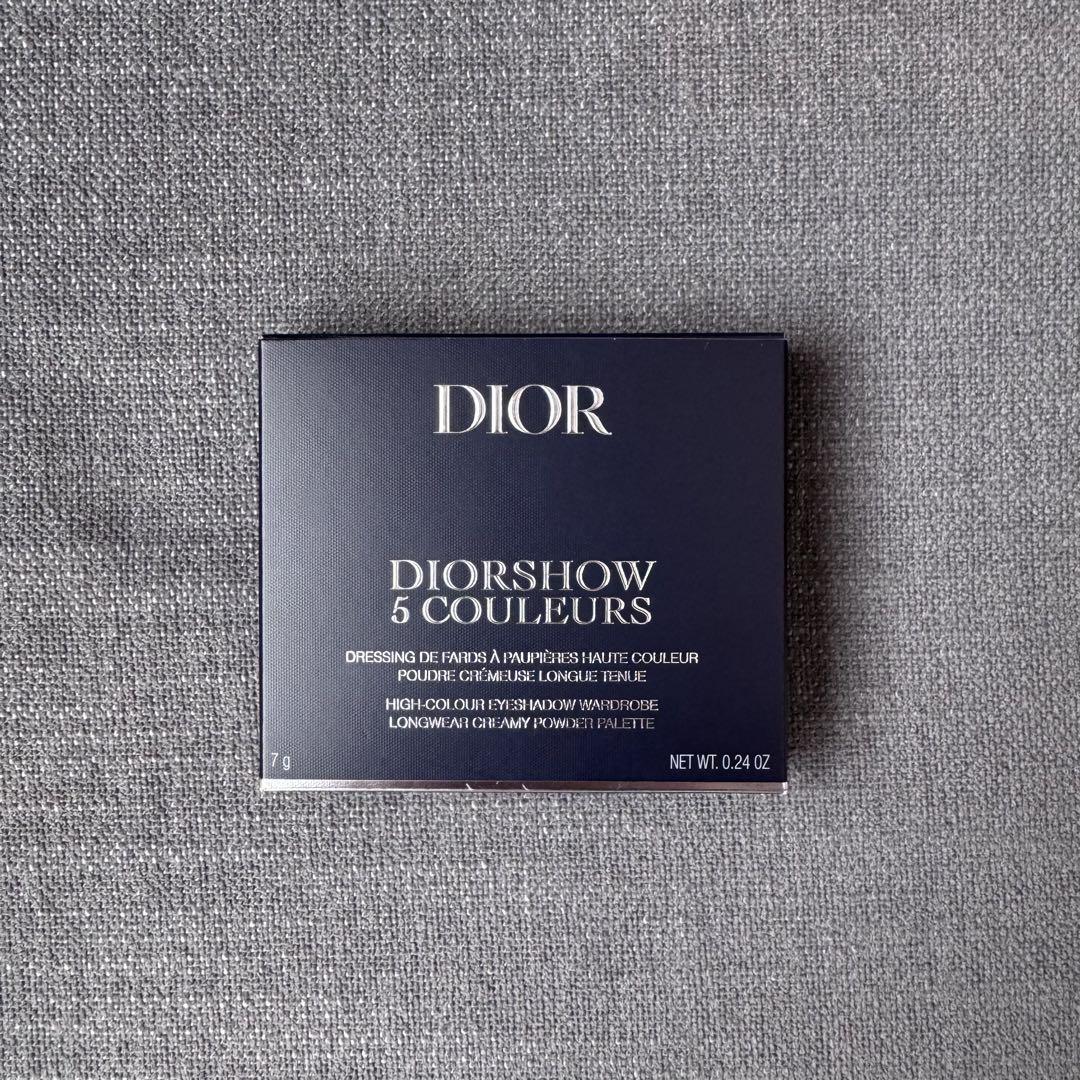 DIOR
DIORSHOW
5 COULEURS
DRESSING DE FARDS À PAUPIÈRES HAUTE COULEUR
POUDRE CRÉMEUSE LONGUE TENUE
HIGH-COLOUR EYESHADOW WARDROBE
LONGWEAR CREAMY POWDER PALETTE
7 g
NET WT. 0.24 OZ